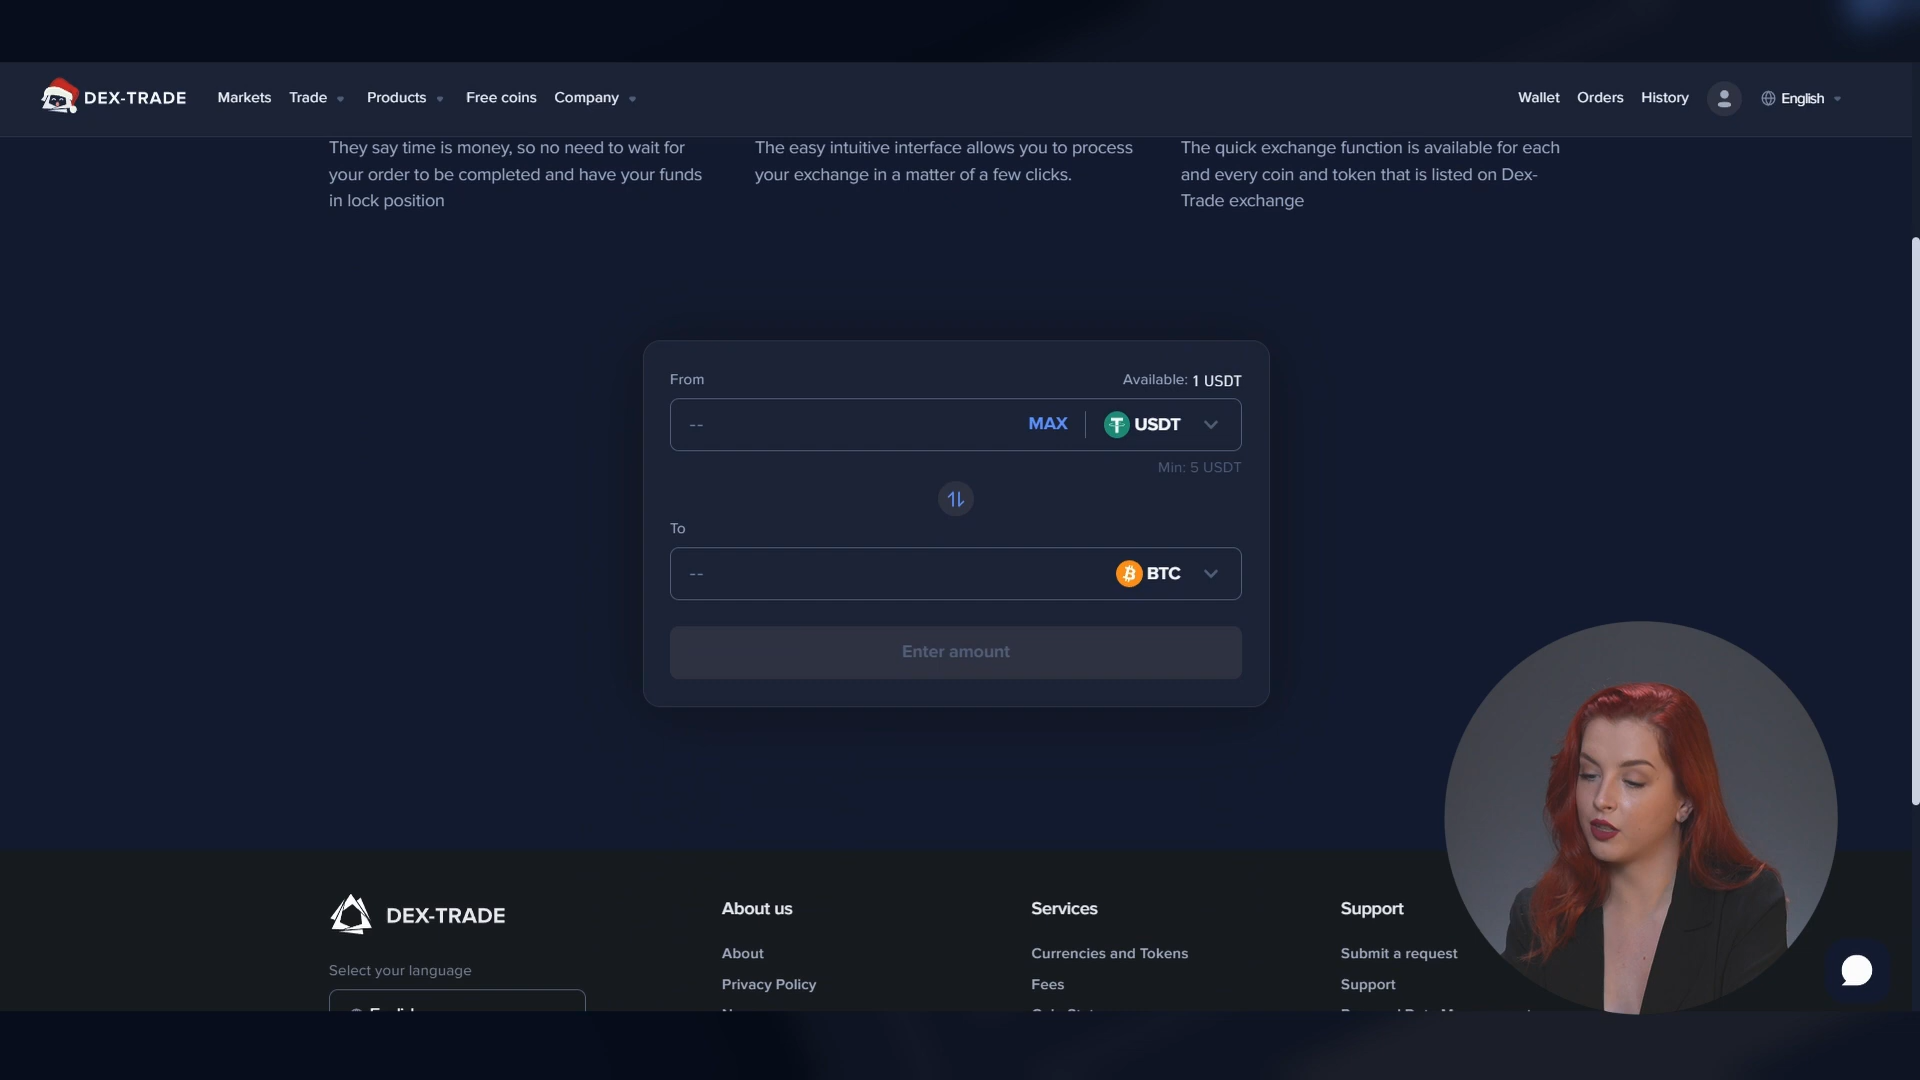 DEX-TRADE Markets Trade Products Free coins Company Wallet Orders History English
They say time is money, so no need to wait for
your order to be completed and have your funds
in lock position
The easy intuitive interface allows you to process
your exchange in a matter of a few clicks.
The quick exchange function is available for each
and every coin and token that is listed on Dex-
Trade exchange
From Available: 1 USDT
-- MAX USDT
Min: 5 USDT
To
-- BTC
Enter amount
DEX-TRADE
Select your language
About us
About
Privacy Policy
Services
Currencies and Tokens
Fees
Support
Submit a request
Support